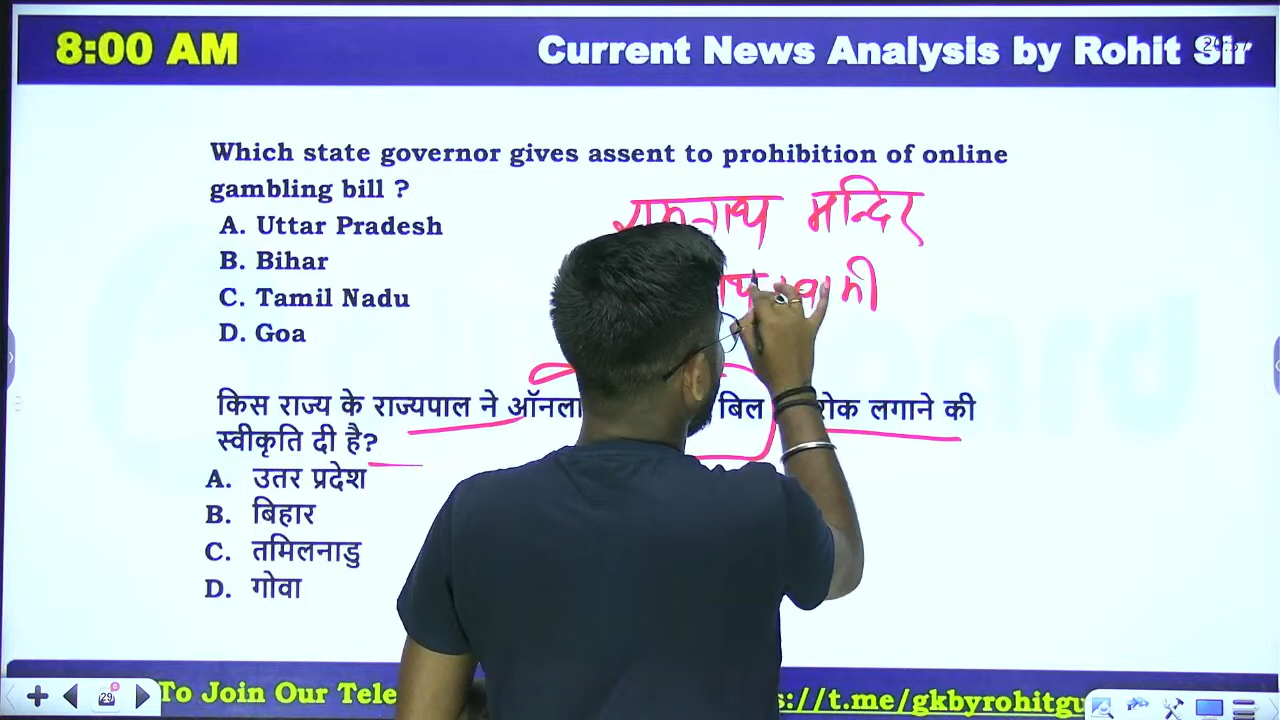 8:00 AM
Current News Analysis by Rohit Sir
Which state governor gives assent to prohibition of online
gambling bill ?
मन्दिर
A. Uttar Pradesh
B. Bihar
C. Tamil Nadu
D. Goa
किस राज्य के राज्यपाल ने बिल रोक लगाने की
स्वीकृति दी है?
A. उतर प्रदेश
B. बिहार
C. तमिलनाडु
D. गोवा
To Join Our Tele
s://t.me/gkbyrohitgu
29